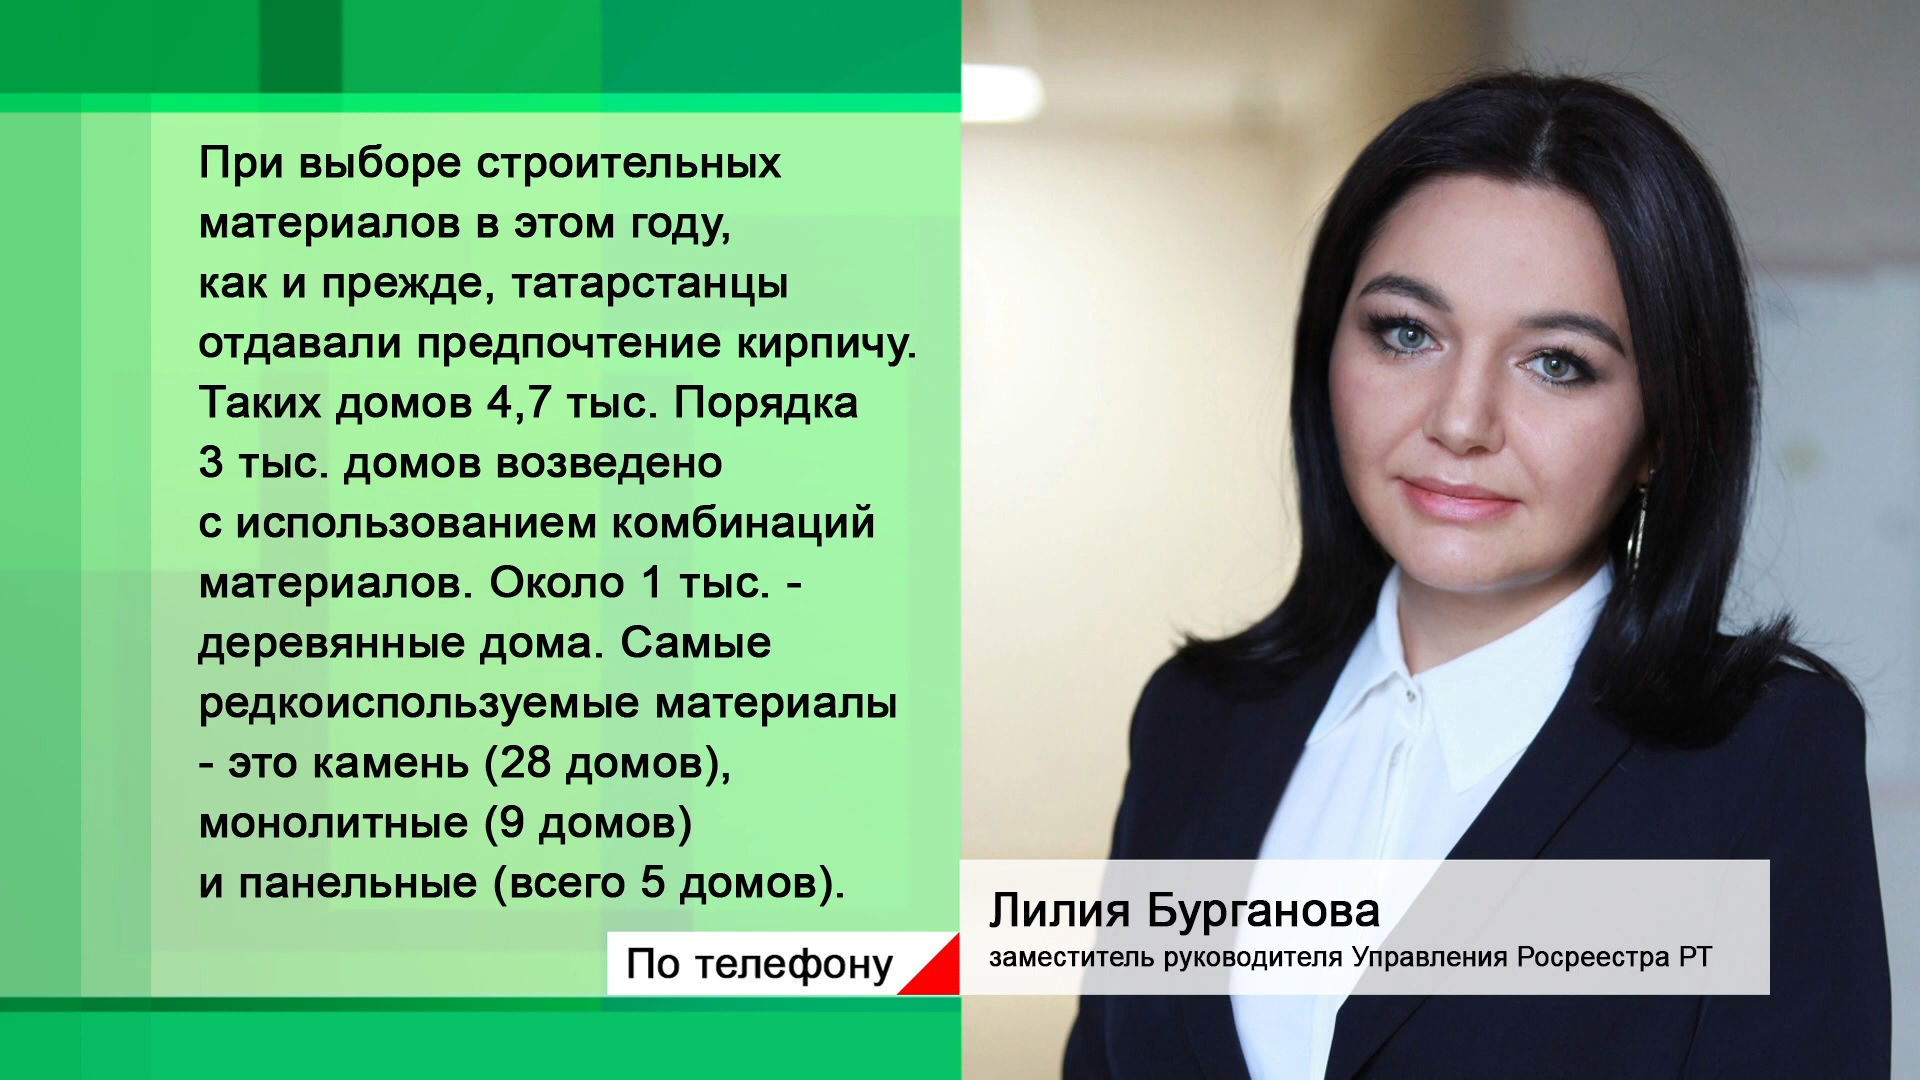 При выборе строительных
материалов в этом году,
как и прежде, татарстанцы
отдавали предпочтение кирпичу.
Таких домов 4,7 тыс. Порядка
3 тыс. домов возведено
с использованием комбинаций
материалов. Около 1 тыс. -
деревянные дома. Самые
редкоиспользуемые материалы
- это камень (28 домов),
монолитные (9 домов)
и панельные (всего 5 домов).
По телефону
Лилия Бурганова
заместитель руководителя Управления Росреестра РТ